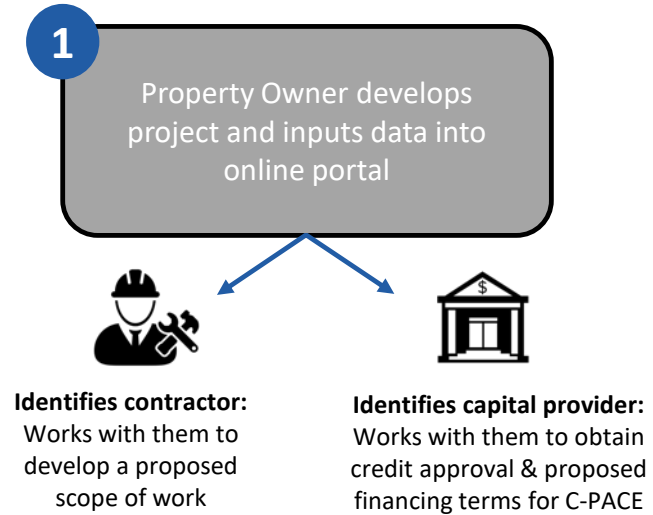 1
Property Owner develops
project and inputs data into
online portal
$
Identifies contractor:
Works with them to
develop a proposed
scope of work
Identifies capital provider:
Works with them to obtain
credit approval & proposed
financing terms for C-PACE